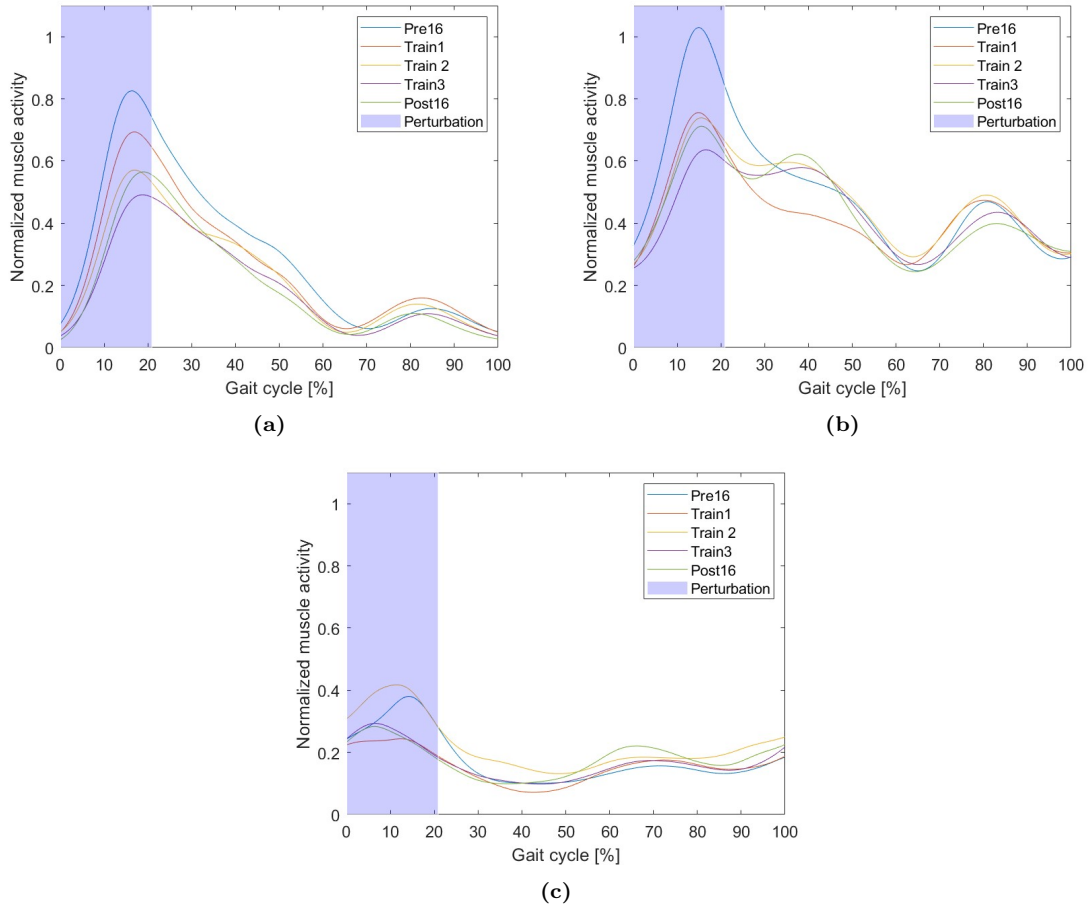 Normalized muscle activity
1
0.8
0.6
0.4
0.2
0
Pre16
Train1
Train 2
Train3
Post16
Perturbation
0 10 20 30 40 50 60 70 80 90 100
Gait cycle [%]
(a)
Normalized muscle activity
1
0.8
0.6
0.4
0.2
0
Pre16
Train1
Train 2
Train3
Post16
Perturbation
0 10 20 30 40 50 60 70 80 90 100
Gait cycle [%]
(b)
Normalized muscle activity
1
0.8
0.6
0.4
0.2
0
Pre16
Train1
Train 2
Train3
Post16
Perturbation
0 10 20 30 40 50 60 70 80 90 100
Gait cycle [%]
(c)